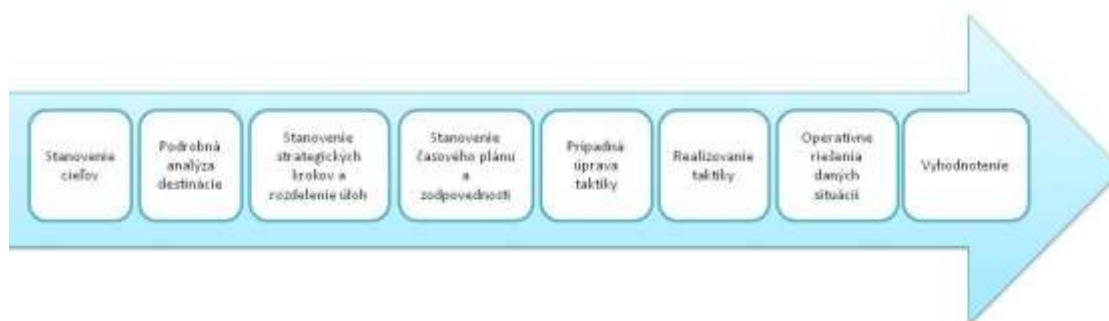 Stanovenie
cieľov
Podrobná
analýza
destinácie
Stanovenie
strategických
krokov a
rozdelenie úloh
Stanovenie
časového plánu
a
zodpovednosti
Prípadná
úprava
taktiky
Realizovanie
taktiky
Operatívne
riešenia
daných
situácií
Vyhodnotenie